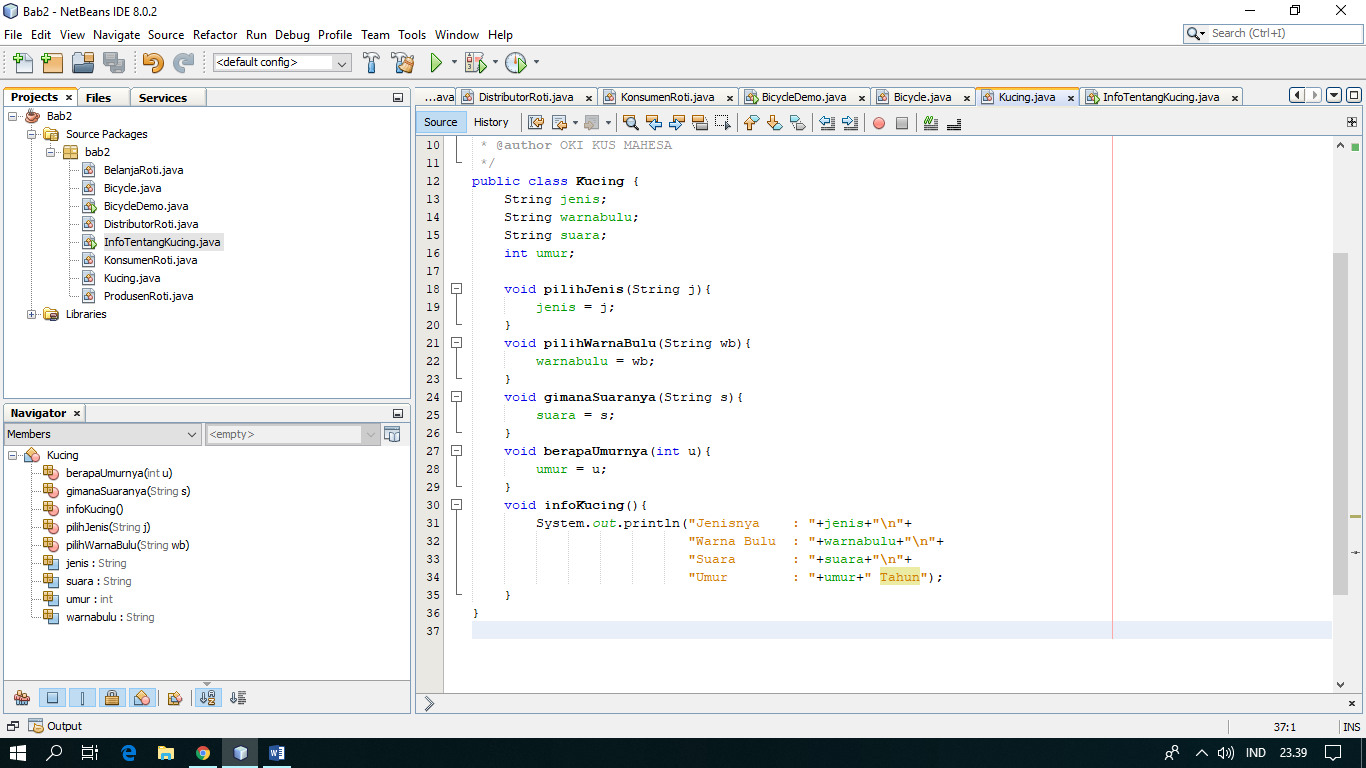 Bab2 - NetBeans IDE 8.0.2
File Edit View Navigate Source Refactor Run Debug Profile Team Tools Window Help
Search (Ctrl+I)
<default config>
Projects × Files Services
Bab2
Source Packages
bab2
BelanjaRoti.java
Bicycle.java
BicycleDemo.java
DistributorRoti.java
InfoTentangKucing.java
KonsumenRoti.java
Kucing.java
ProdusenRoti.java
Libraries
Navigator ×
Members <empty>
Kucing
berapaUmurnya(int u)
gimanaSuaranya(String s)
infoKucing()
pilihJenis(String j)
pilihWarnaBulu(String wb)
jenis : String
suara : String
umur : int
warnabulu : String
...ava DistributorRoti.java × KonsumenRoti.java × BicycleDemo.java × Bicycle.java × Kucing.java × InfoTentangKucing.java ×
Source History
10 * @author OKI KUS MAHESA
11 */
12 public class Kucing {
13 String jenis;
14 String warnabulu;
15 String suara;
16 int umur;
17
18 void pilihJenis(String j){
19 jenis = j;
20 }
21 void pilihWarnaBulu(String wb){
22 warnabulu = wb;
23 }
24 void gimanaSuaranya(String s){
25 suara = s;
26 }
27 void berapaUmurnya(int u){
28 umur = u;
29 }
30 void infoKucing(){
31 System.out.println("Jenisnya    : "+jenis+"\n"+
32 "Warna Bulu  : "+warnabulu+"\n"+
33 "Suara       : "+suara+"\n"+
34 "Umur        : "+umur+" Tahun");
35 }
36 }
37
Output
37:1 INS
IND 23.39